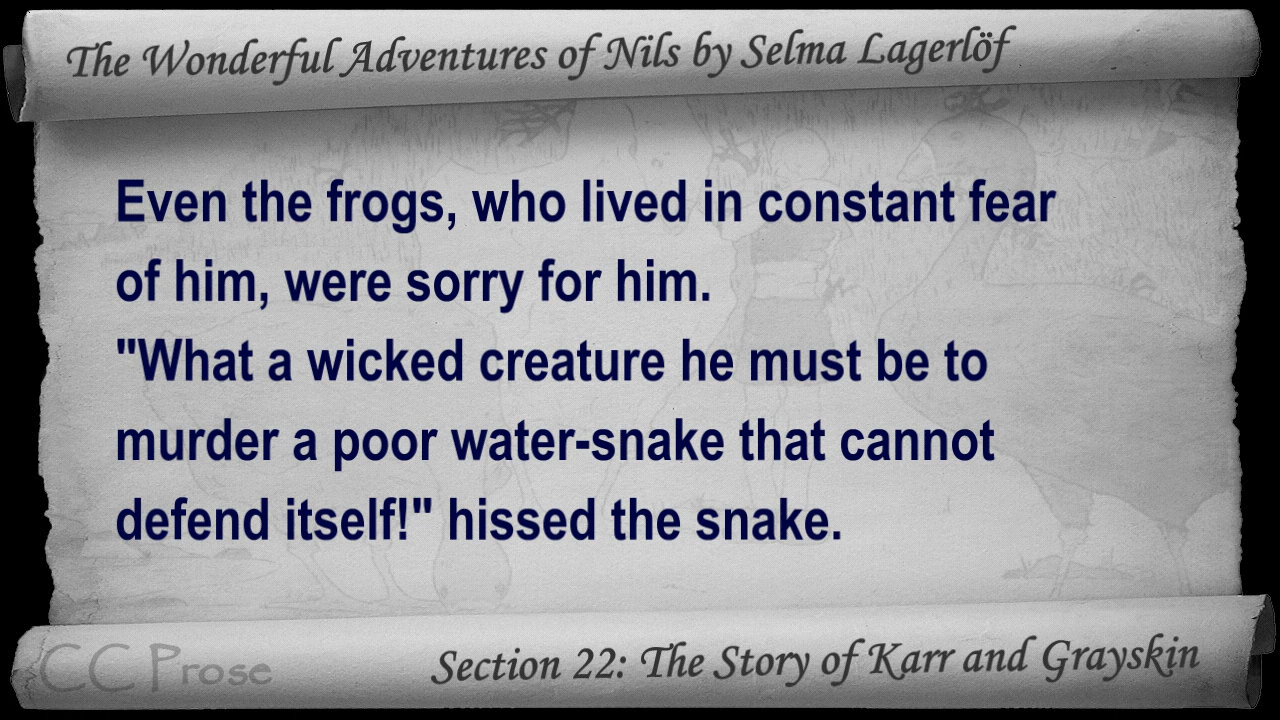 The Wonderful Adventures of Nils by Selma Lagerlöf
Even the frogs, who lived in constant fear
of him, were sorry for him.
"What a wicked creature he must be to
murder a poor water-snake that cannot
defend itself!" hissed the snake.
CC Prose
Section 22: The Story of Karr and Grayskin